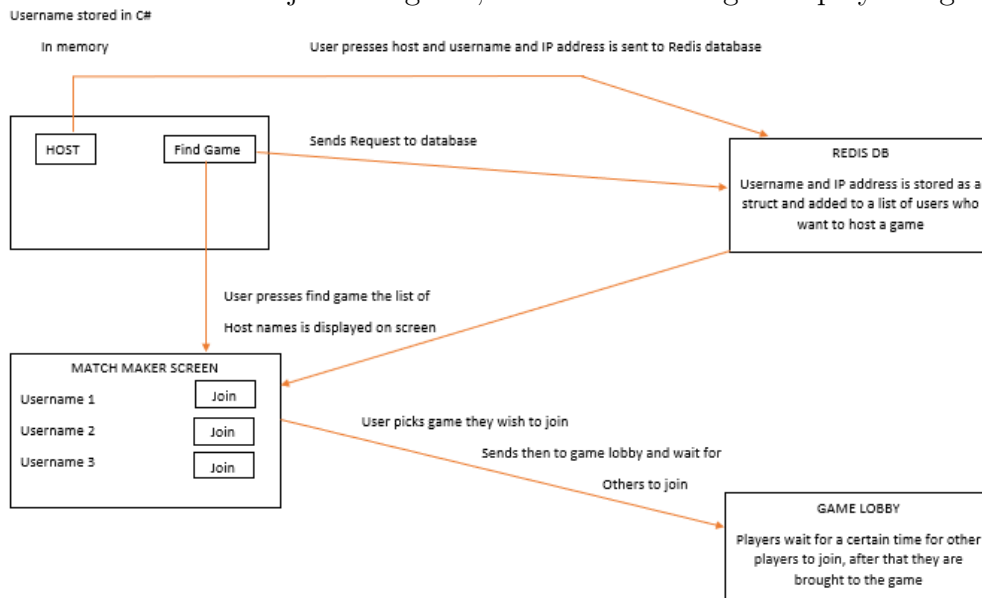 Username stored in C#
In memory
User presses host and username and IP address is sent to Redis database
HOST
Find Game
Sends Request to database
REDIS DB
Username and IP address is stored as a
struct and added to a list of users who
want to host a game
User presses find game the list of
Host names is displayed on screen
MATCH MAKER SCREEN
Username 1
Join
Username 2
Join
Username 3
Join
User picks game they wish to join
Sends then to game lobby and wait for
Others to join
GAME LOBBY
Players wait for a certain time for other
players to join, after that they are
brought to the game